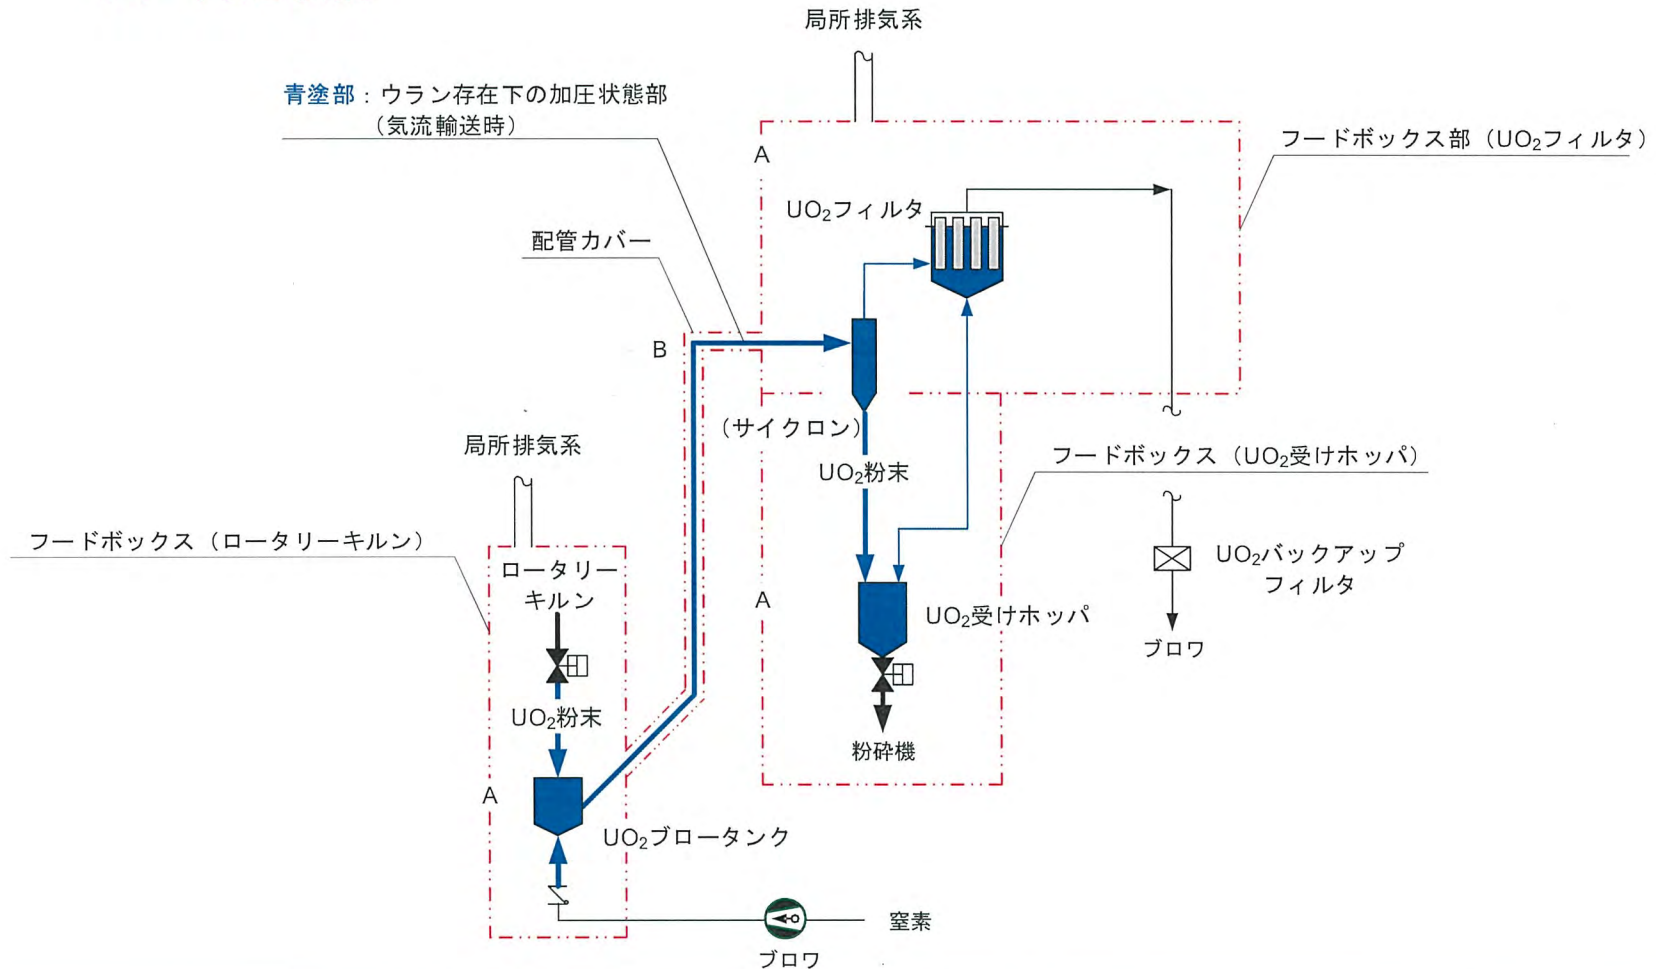 局所排気系
青塗部：ウラン存在下の加圧状態部
（気流輸送時）
フードボックス部（UO₂フィルタ）
A
UO₂フィルタ
配管カバー
B
（サイクロン）
局所排気系
フードボックス（UO₂受けホッパ）
UO₂粉末
フードボックス（ロータリーキルン）
ロータリー
キルン
UO₂バックアップ
フィルタ
A
UO₂受けホッパ
ブロワ
UO₂粉末
粉砕機
A
UO₂ブロータンク
窒素
ブロワ